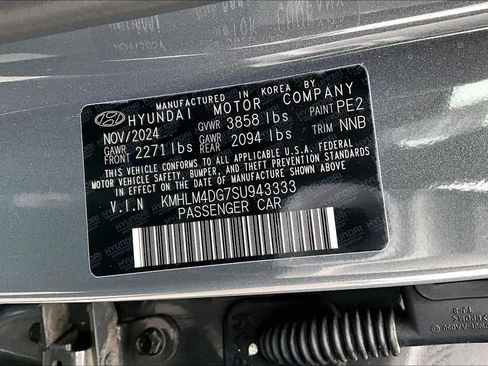 MANUFACTURED IN KOREA BY
HYUNDAI MOTOR COMPANY
NOV/2024 GVWR 3858 lbs PAINT PE2
GAWR FRONT 2271 lbs GAWR REAR 2094 lbs TRIM NNB
THIS VEHICLE CONFORMS TO ALL APPLICABLE U.S. FEDERAL
MOTOR VEHICLE SAFETY, BUMPER, AND THEFT PREVENTION STANDARDS
IN EFFECT ON THE DATE OF MANUFACTURE SHOWN ABOVE.
V.I.N KMHLM4DG7SU943333
PASSENGER CAR